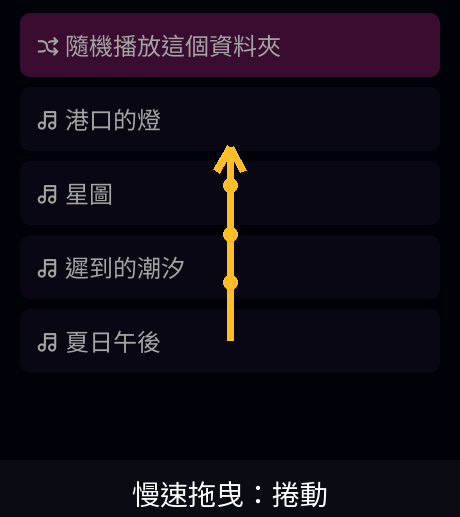 隨機播放這個資料夾
港口的燈
星圖
遲到的潮汐
夏日午後
慢速拖曳：捲動